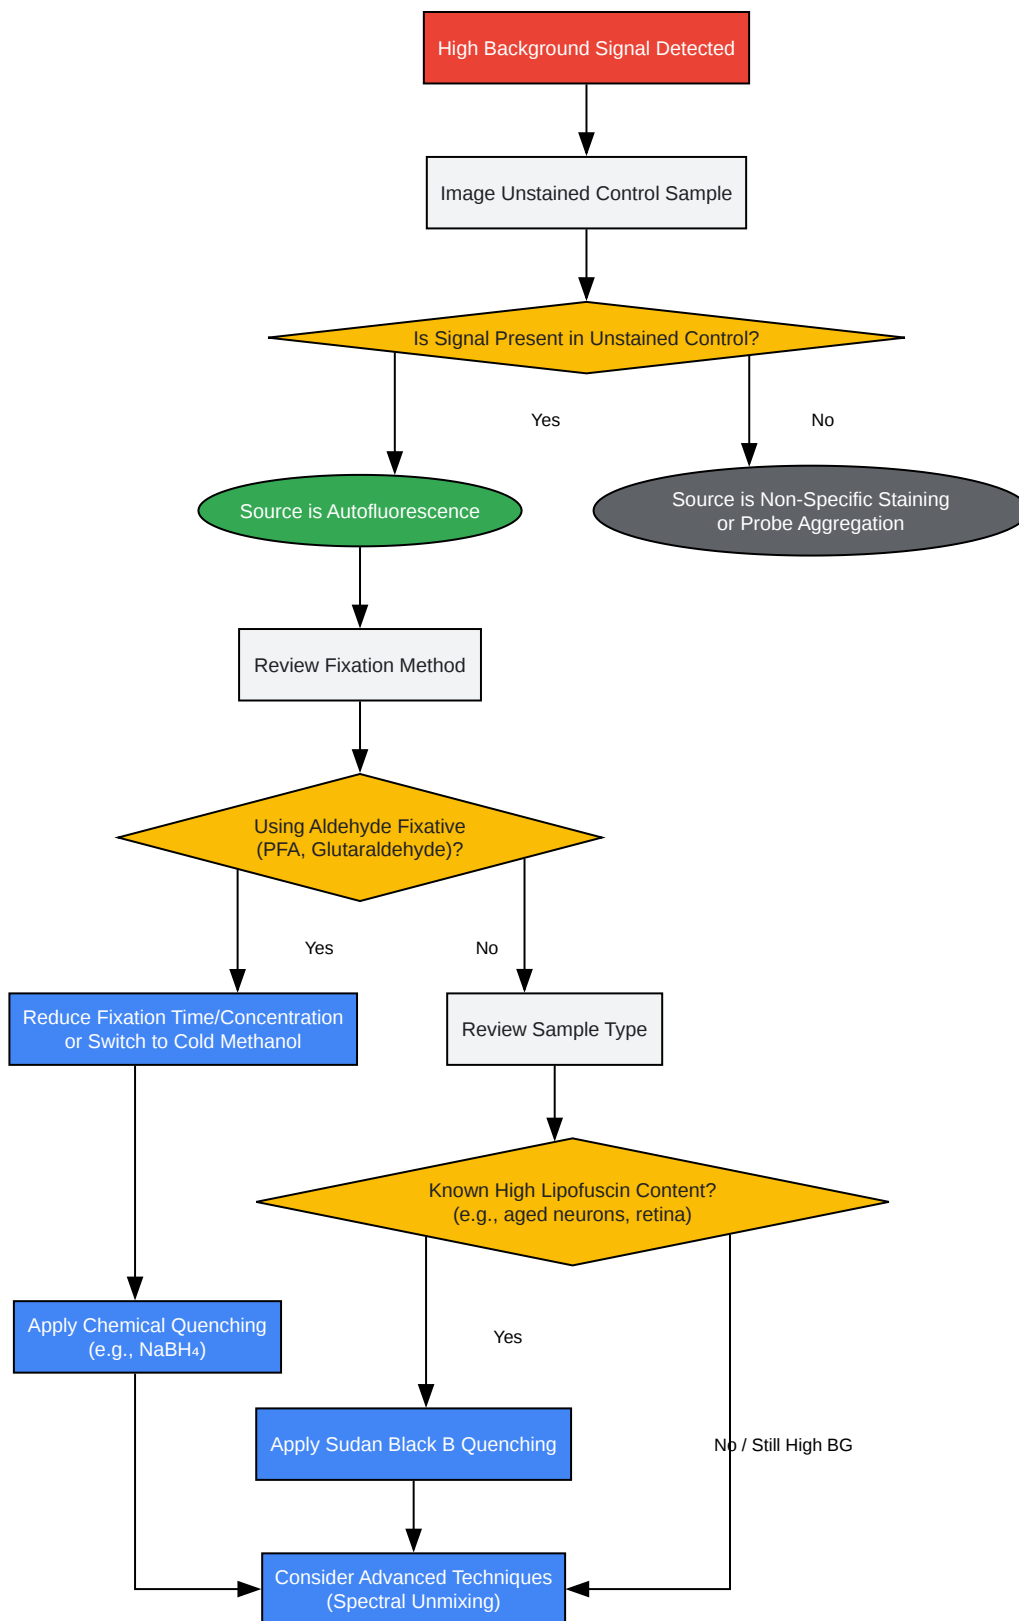 High Background Signal Detected
Image Unstained Control Sample
Is Signal Present in Unstained Control?
Yes
No
Source is Autofluorescence
Source is Non-Specific Staining
or Probe Aggregation
Review Fixation Method
Using Aldehyde Fixative
(PFA, Glutaraldehyde)?
Yes
No
Reduce Fixation Time/Concentration
or Switch to Cold Methanol
Review Sample Type
Known High Lipofuscin Content?
(e.g., aged neurons, retina)
Apply Chemical Quenching
(e.g., NaBH₄)
Yes
Apply Sudan Black B Quenching
No / Still High BG
Consider Advanced Techniques
(Spectral Unmixing)